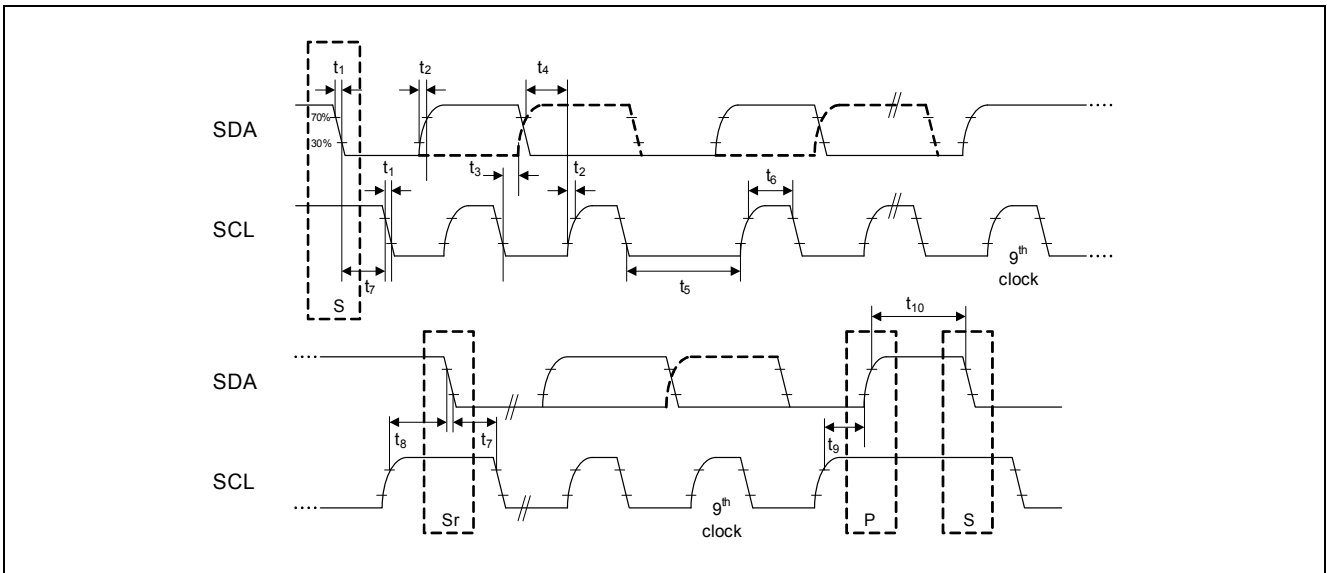 t1 t2 t4
SDA
70%
30%
t1 t3 t2 t6
SCL
t7 t5
9th
clock
S
t10
SDA
t8 t7 t9
SCL
9th
clock
Sr P S